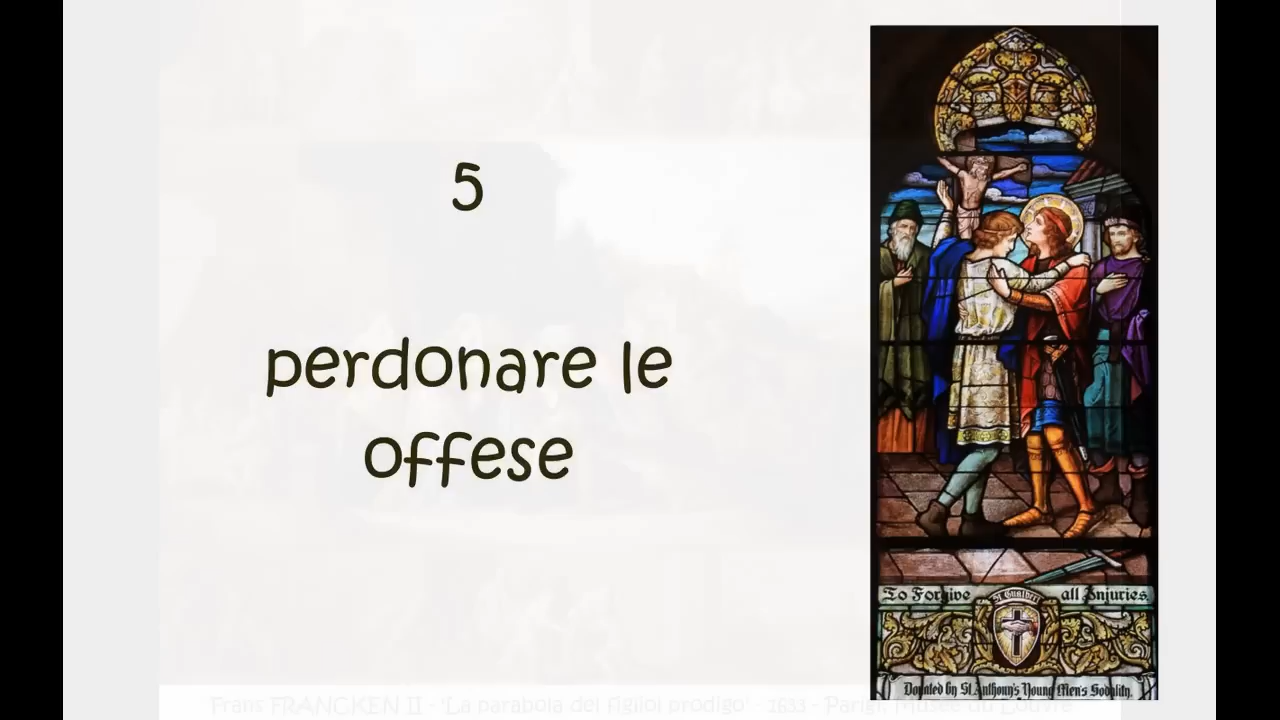 5
perdonare le
offese
To Forgive all Injuries.
St Gualbert
Donated by St. Anthony's Young Men's Sodality.
Frans FRANCKEN II - 'La parabola del figliol prodigo' - 1633 - Parigi, Musée du Louvre